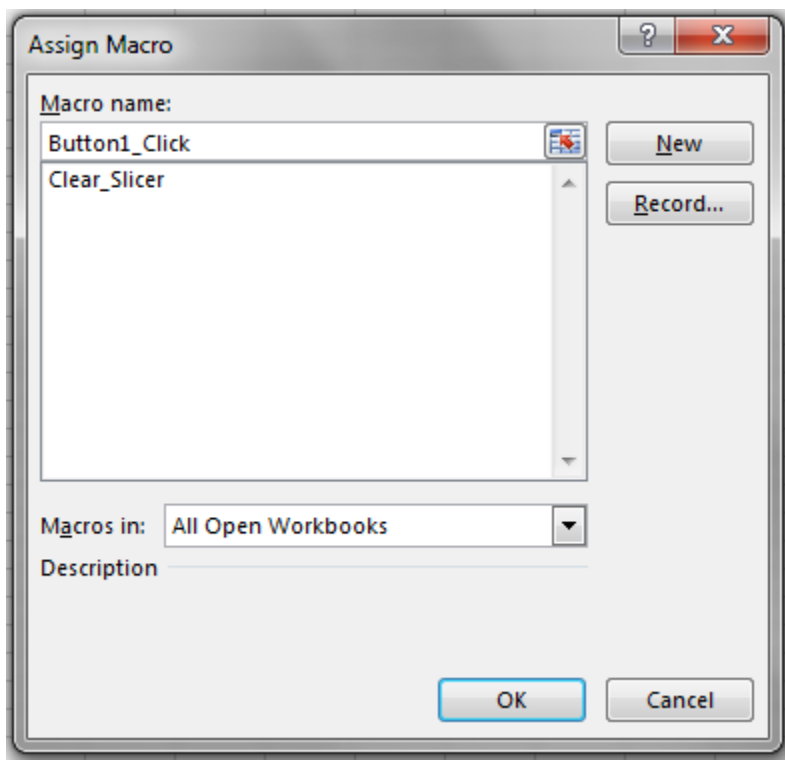 Assign Macro
Macro name:
Button1_Click
New
Clear_Slicer
Record...
Macros in:
All Open Workbooks
Description
OK
Cancel